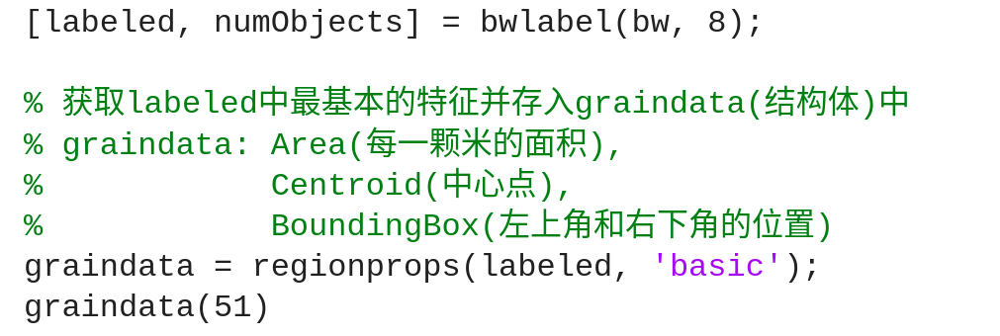 [labeled, numObjects] = bwlabel(bw, 8);
% 获取labeled中最基本的特征并存入graindata(结构体)中
% graindata: Area(每一颗米的面积),
%            Centroid(中心点),
%            BoundingBox(左上角和右下角的位置)
graindata = regionprops(labeled, 'basic');
graindata(51)